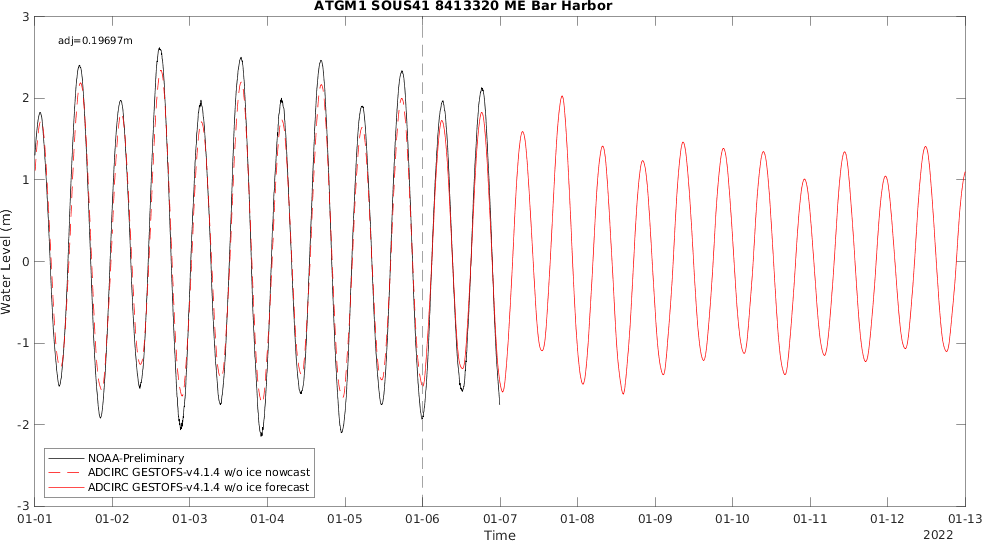 ATGM1 SOUS41 8413320 ME Bar Harbor
adj=0.19697m
3
2
1
0
-1
-2
-3
Water Level (m)
NOAA-Preliminary
ADCIRC GESTOFS-v4.1.4 w/o ice nowcast
ADCIRC GESTOFS-v4.1.4 w/o ice forecast
01-01 01-02 01-03 01-04 01-05 01-06 01-07 01-08 01-09 01-10 01-11 01-12 01-13
Time
2022